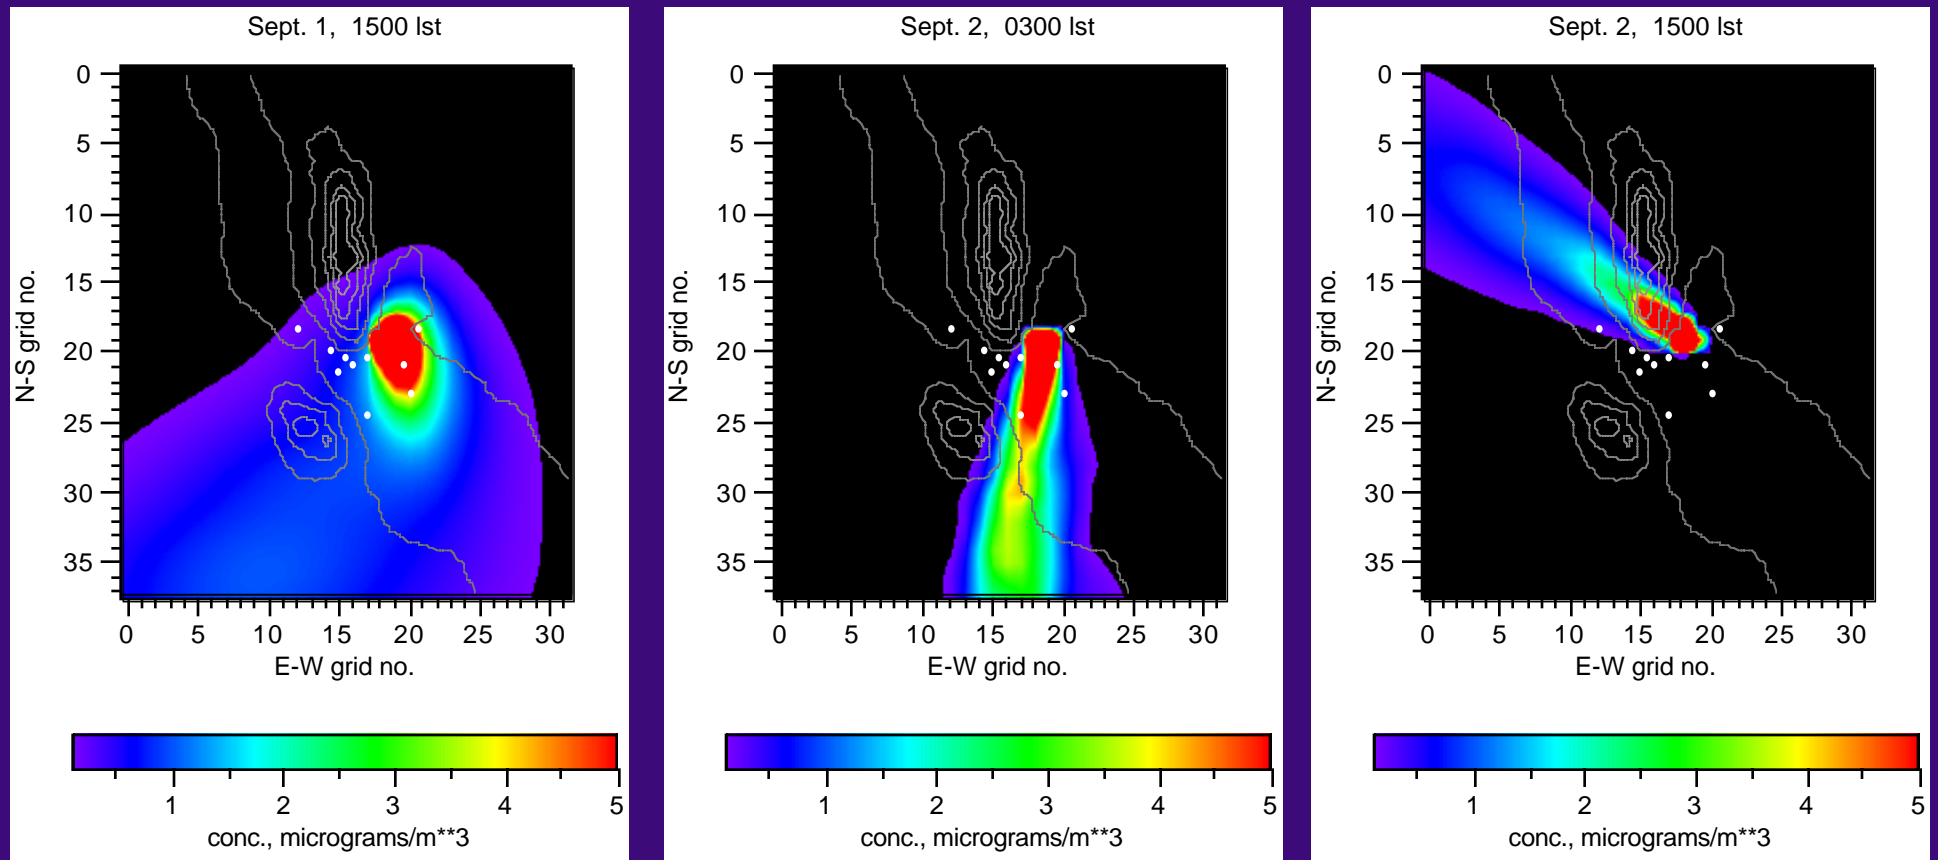 Sept. 1, 1500 lst
0
5
10
15
20
25
30
35
N-S grid no.
0 5 10 15 20 25 30
E-W grid no.
1 2 3 4 5
conc., micrograms/m**3
Sept. 2, 0300 lst
0
5
10
15
20
25
30
35
N-S grid no.
0 5 10 15 20 25 30
E-W grid no.
1 2 3 4 5
conc., micrograms/m**3
Sept. 2, 1500 lst
0
5
10
15
20
25
30
35
N-S grid no.
0 5 10 15 20 25 30
E-W grid no.
1 2 3 4 5
conc., micrograms/m**3